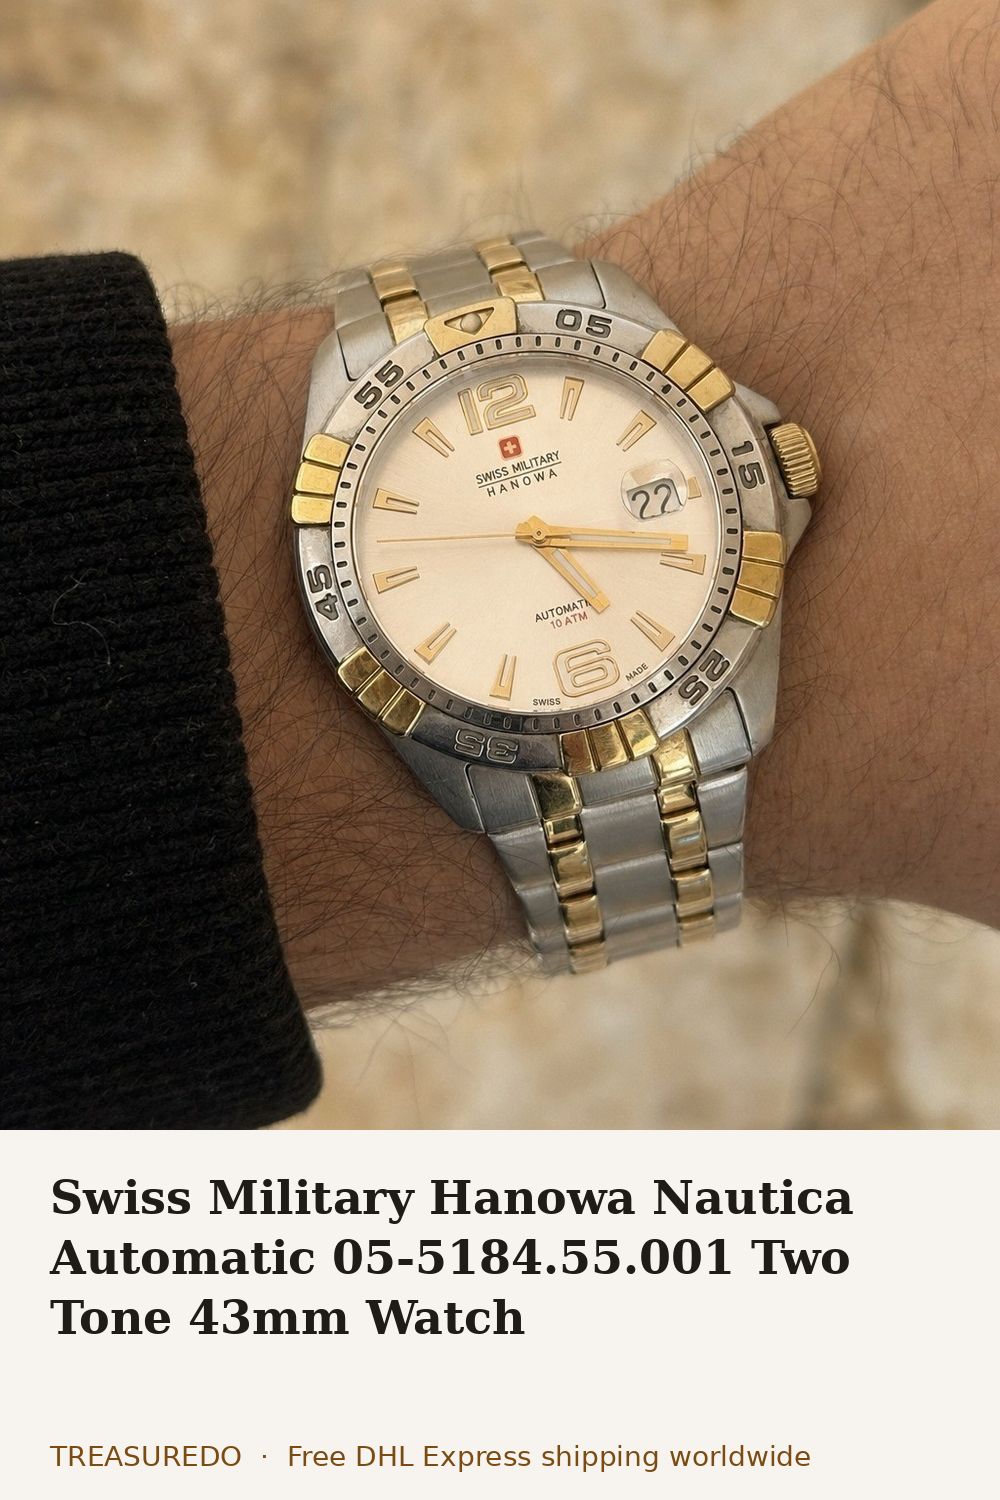 05
55
12
15
SWISS MILITARY
HANOWA
22
45
AUTOMATI
10 ATM
6
25
SWISS
MADE
35
Swiss Military Hanowa Nautica
Automatic 05-5184.55.001 Two
Tone 43mm Watch
TREASUREDO · Free DHL Express shipping worldwide